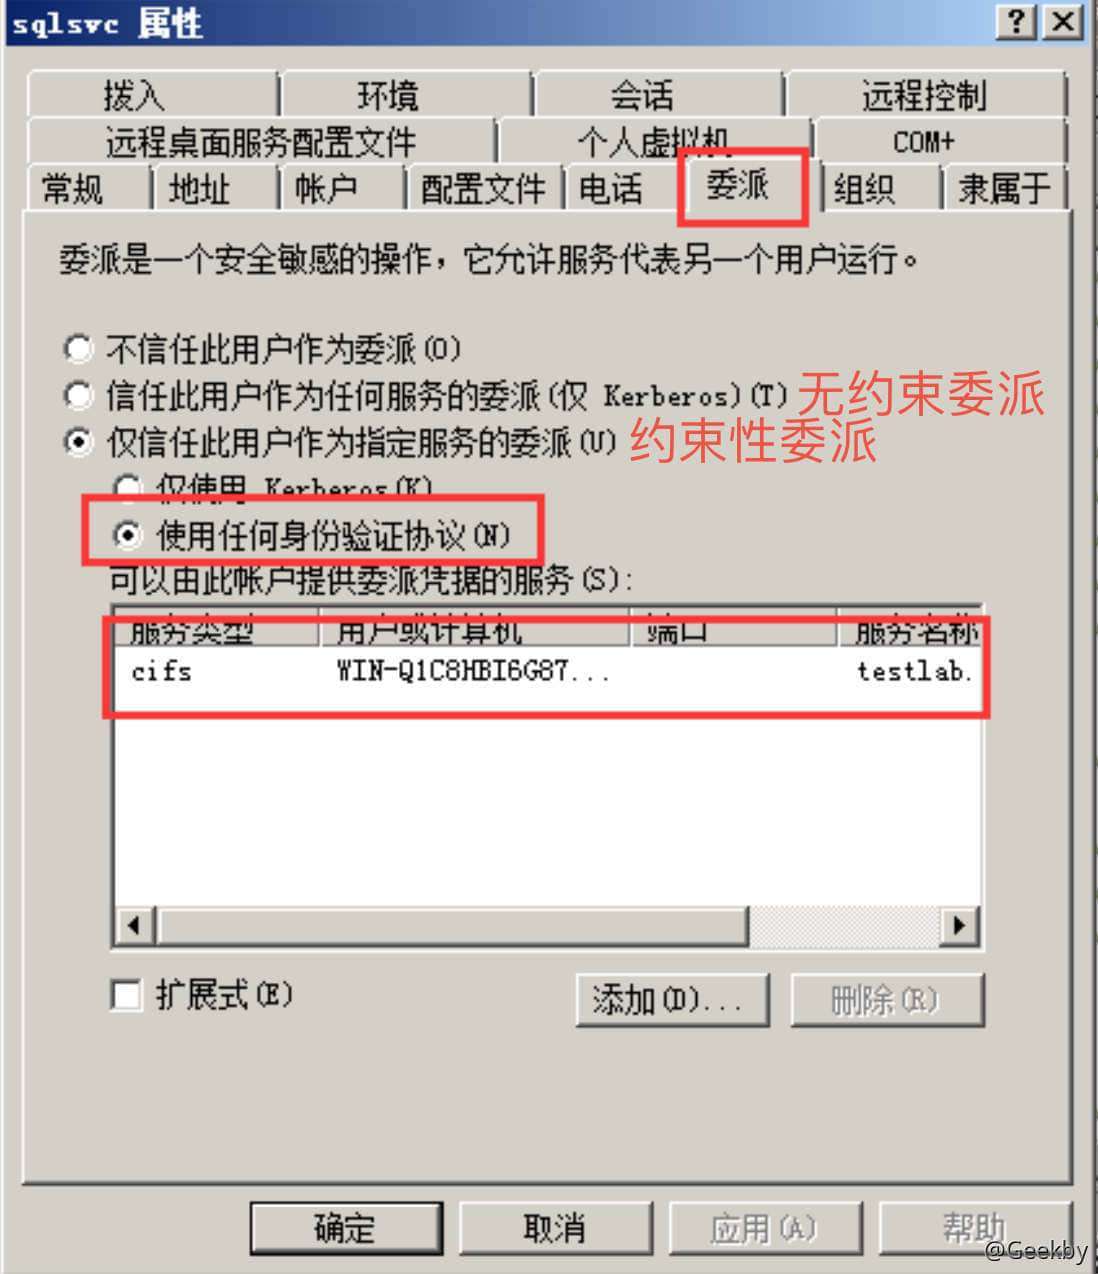 sqlsvc 属性
拨入 环境 会话 远程控制
远程桌面服务配置文件 个人虚拟机 COM+
常规 地址 帐户 配置文件 电话 委派 组织 隶属于
委派是一个安全敏感的操作，它允许服务代表另一个用户运行。
不信任此用户作为委派(O)
信任此用户作为任何服务的委派(仅 Kerberos)(T) 无约束委派
仅信任此用户作为指定服务的委派(U) 约束性委派
仅使用 Kerberos(K)
使用任何身份验证协议(N)
可以由此帐户提供委派凭据的服务(S):
服务类型 用户或计算机 端口 服务名称
cifs WIN-Q1C8HBI6G87... testlab.
扩展式(E) 添加(D)... 删除(R)
确定 取消 应用(A) 帮助
@Geekby